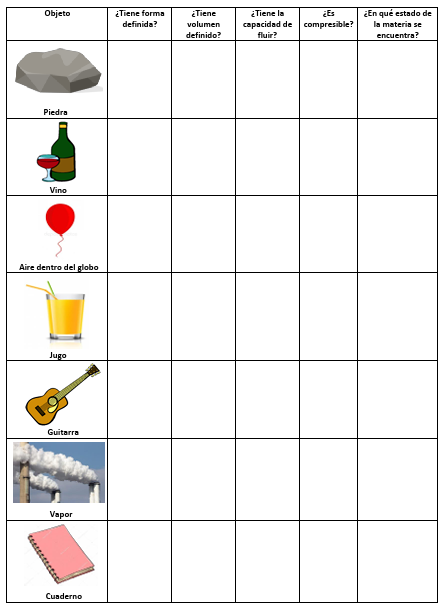 Objeto
¿Tiene forma
definida?
¿Tiene
volumen
definido?
¿Tiene la
capacidad de
fluir?
¿Es
compresible?
¿En qué estado de
la materia se
encuentra?
Piedra
Vino
Aire dentro del globo
Jugo
Guitarra
Vapor
Cuaderno